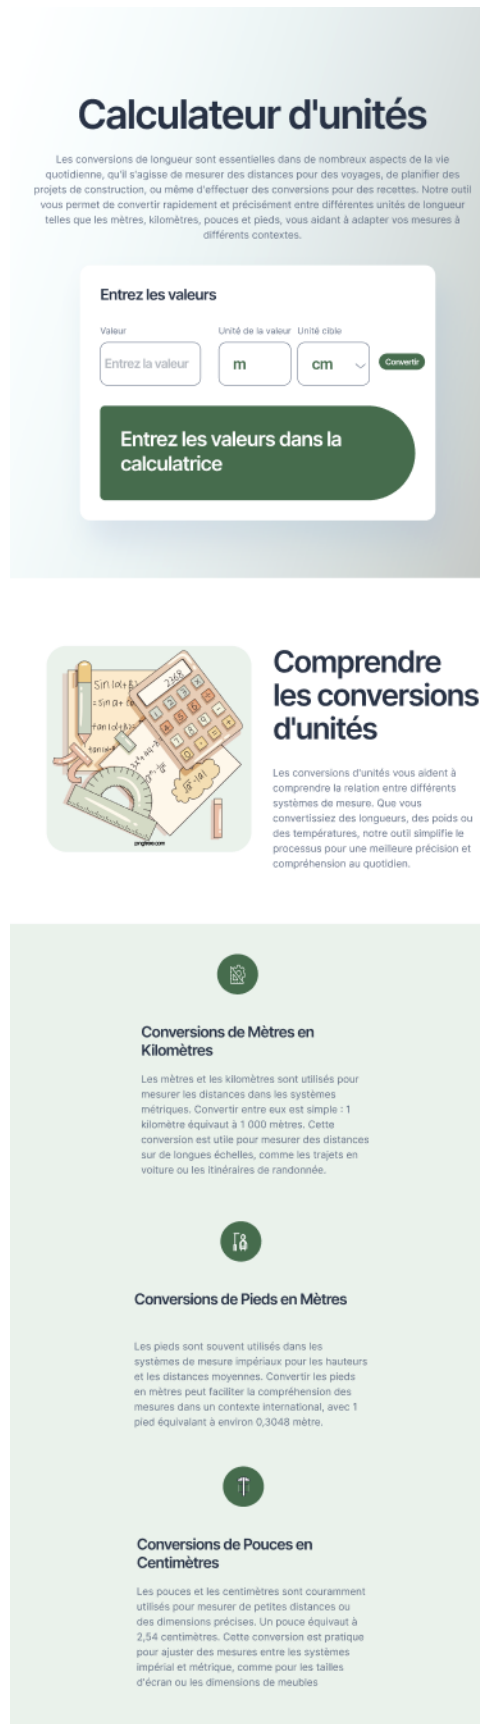 Calculateur d'unités
Les conversions de longueur sont essentielles dans de nombreux aspects de la vie
quotidienne, qu'il s'agisse de mesurer des distances pour des voyages, de planifier des
projets de construction, ou même d'effectuer des conversions pour des recettes. Notre outil
vous permet de convertir rapidement et précisément entre différentes unités de longueur
telles que les mètres, kilomètres, pouces et pieds, vous aidant à adapter vos mesures à
différents contextes.
Entrez les valeurs
Valeur
Unité de la valeur
Unité cible
Entrez la valeur
m
cm
Convertir
Entrez les valeurs dans la
calculatrice
2368
pngtree.com
Comprendre
les conversions
d'unités
Les conversions d'unités vous aident à
comprendre la relation entre différents
systèmes de mesure. Que vous
convertissiez des longueurs, des poids ou
des températures, notre outil simplifie le
processus pour une meilleure précision et
compréhension au quotidien.
Conversions de Mètres en
Kilomètres
Les mètres et les kilomètres sont utilisés pour
mesurer les distances dans les systèmes
métriques. Convertir entre eux est simple : 1
kilomètre équivaut à 1 000 mètres. Cette
conversion est utile pour mesurer des distances
sur de longues échelles, comme les trajets en
voiture ou les itinéraires de randonnée.
Conversions de Pieds en Mètres
Les pieds sont souvent utilisés dans les
systèmes de mesure impériaux pour les hauteurs
et les distances moyennes. Convertir les pieds
en mètres peut faciliter la compréhension des
mesures dans un contexte international, avec 1
pied équivalant à environ 0,3048 mètre.
Conversions de Pouces en
Centimètres
Les pouces et les centimètres sont couramment
utilisés pour mesurer de petites distances ou
des dimensions précises. Un pouce équivaut à
2,54 centimètres. Cette conversion est pratique
pour ajuster des mesures entre les systèmes
impérial et métrique, comme pour les tailles
d'écran ou les dimensions de meubles